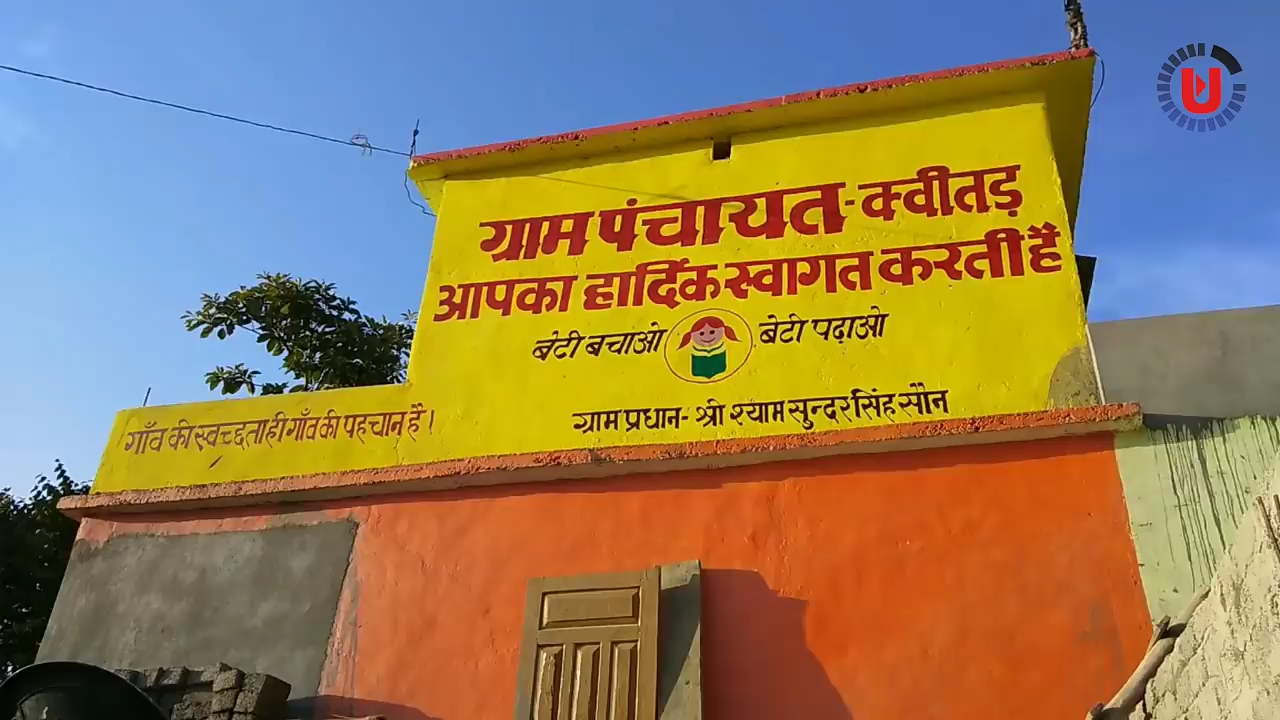 ग्राम पंचायत-क्वीतड़
आपका हार्दिक स्वागत करती है
बेटी बचाओ बेटी पढ़ाओ
ग्राम प्रधान- श्री श्याम सुन्दर सिंह सौन
गाँव की स्वच्छता ही गाँव की पहचान है।
U